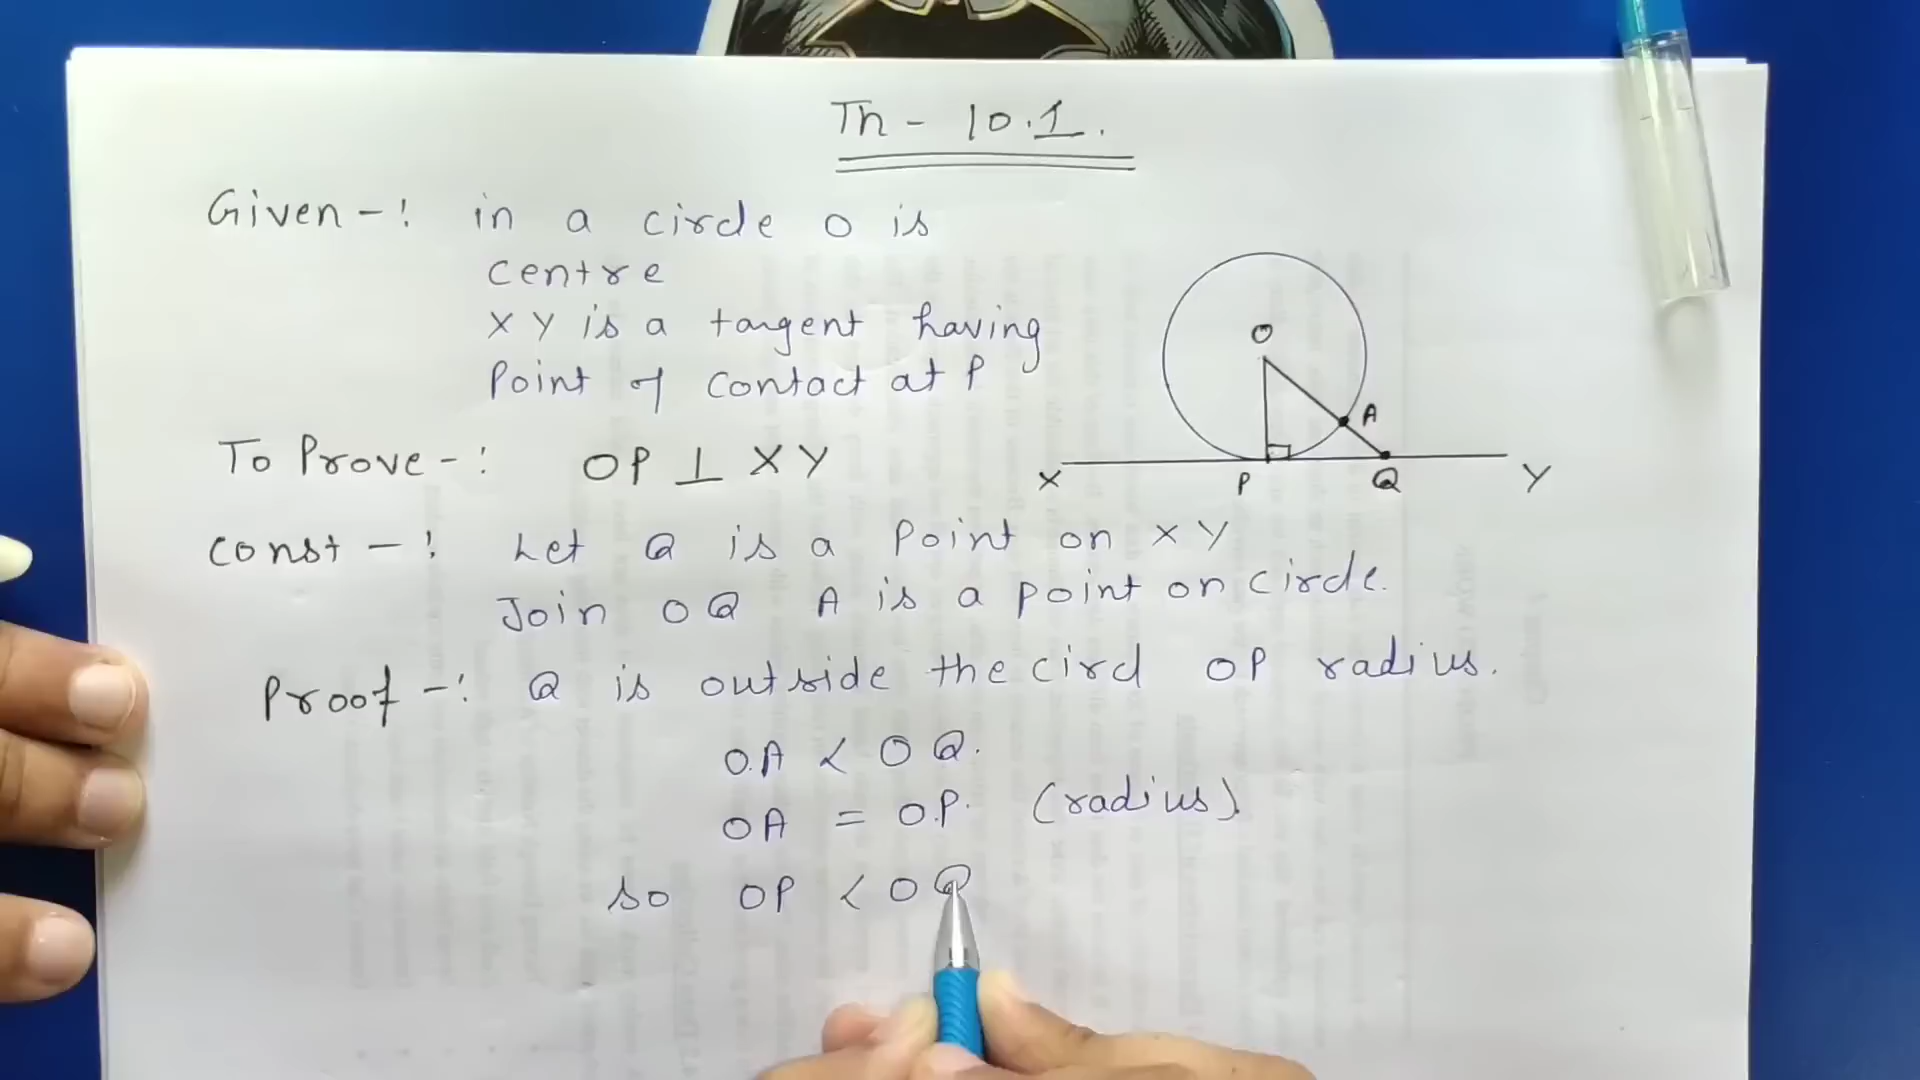 Th - 10.1.
Given -: in a circle O is
centre
XY is a tangent having
Point of contact at P
To Prove -: OP ⊥ XY
Const -: Let Q is a point on XY
Join OQ A is a point on circle.
Proof -: Q is outside the circl OP radius.
OA < OQ.
OA = OP. (radius)
so OP < OQ
O
A
X
P
Q
Y